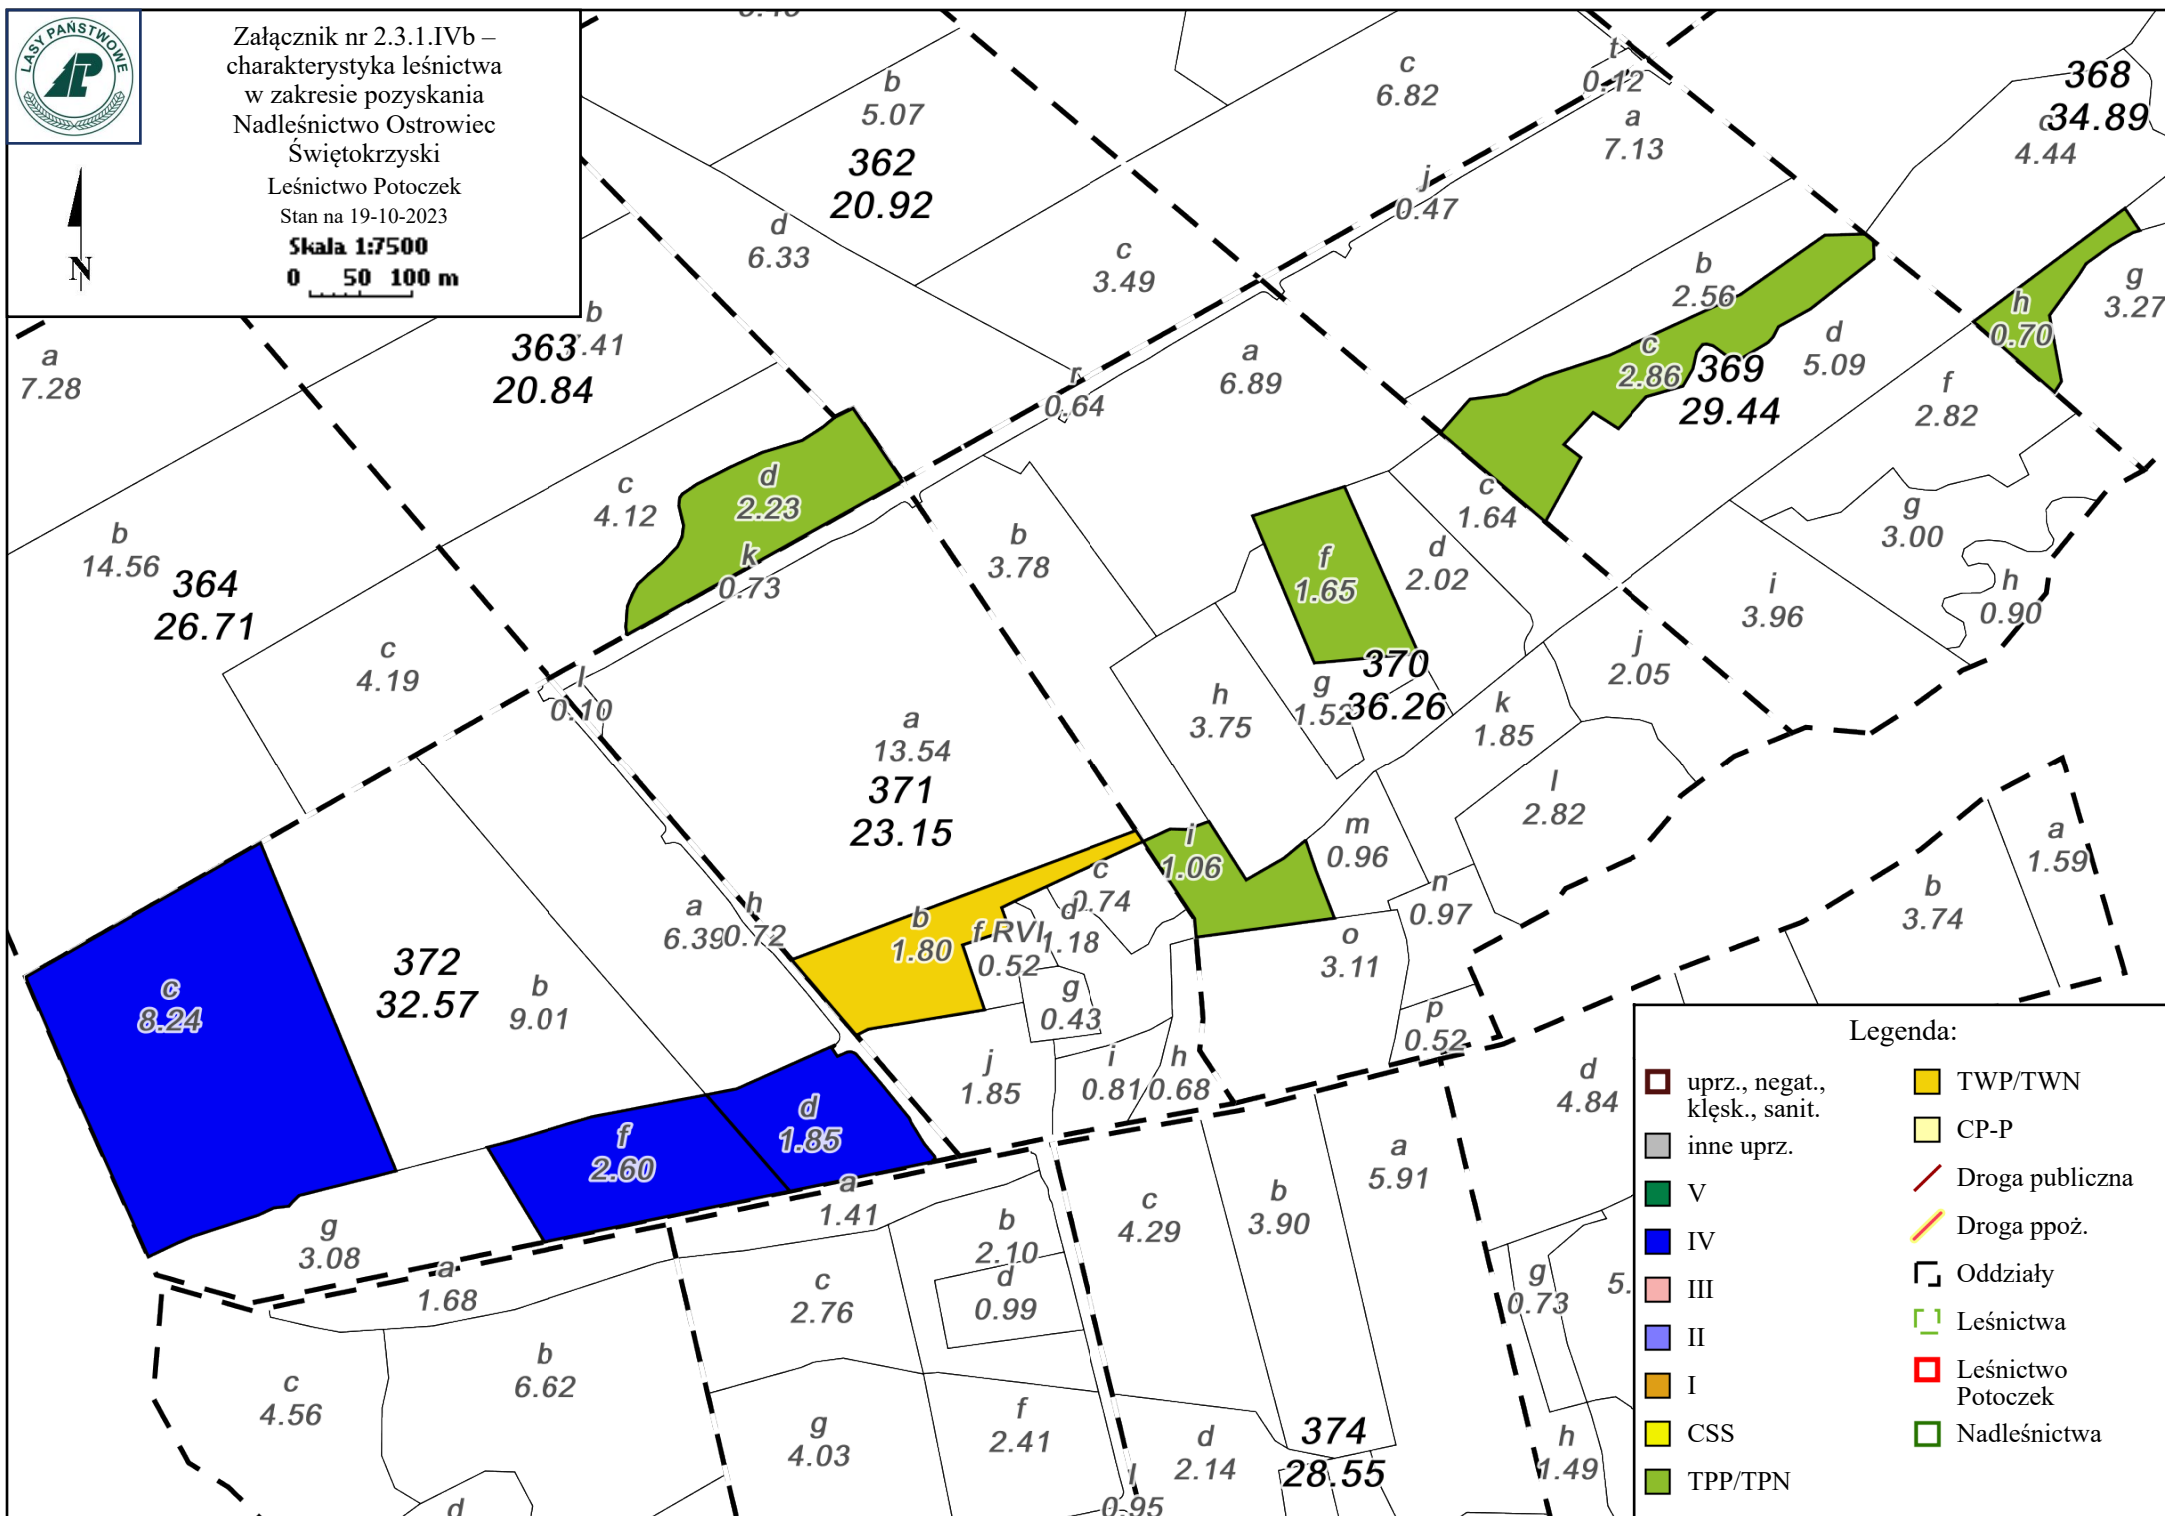 LASY PAŃSTWOWE
LP
Załącznik nr 2.3.1.IVb –
charakterystyka leśnictwa
w zakresie pozyskania
Nadleśnictwo Ostrowiec
Świętokrzyski
Leśnictwo Potoczek
Stan na 19-10-2023
Skala 1:7500
0 50 100 m
N
b
5.07
362
20.92
c
6.82
t
0.12
a
7.13
368
34.89
c
4.44
d
6.33
c
3.49
j
0.47
b
2.56
h
0.70
g
3.27
a
7.28
b
.41
363
20.84
r
0.64
a
6.89
c
2.86
369
29.44
d
5.09
f
2.82
c
4.12
d
2.23
k
0.73
b
3.78
f
1.65
d
2.02
c
1.64
g
3.00
b
14.56
364
26.71
c
4.19
l
0.10
a
13.54
371
23.15
h
3.75
g
1.52
370
36.26
k
1.85
j
2.05
i
3.96
h
0.90
l
2.82
i
1.06
m
0.96
n
0.97
o
3.11
p
0.52
b
3.74
a
1.59
c
8.24
372
32.57
b
9.01
a
6.39
h
0.72
b
1.80
c
0.74
f RVI
0.52
d
1.18
g
0.43
j
1.85
i
0.81
h
0.68
f
2.60
d
1.85
g
3.08
a
1.68
a
1.41
b
2.10
c
4.29
b
3.90
a
5.91
d
4.84
c
2.76
d
0.99
g
0.73
5.
c
4.56
b
6.62
g
4.03
f
2.41
d
2.14
374
28.55
h
1.49
d
l
0.95
Legenda:
uprz., negat.,
klęsk., sanit.
inne uprz.
V
IV
III
II
I
CSS
TPP/TPN
TWP/TWN
CP-P
Droga publiczna
Droga ppoż.
Oddziały
Leśnictwa
Leśnictwo
Potoczek
Nadleśnictwa